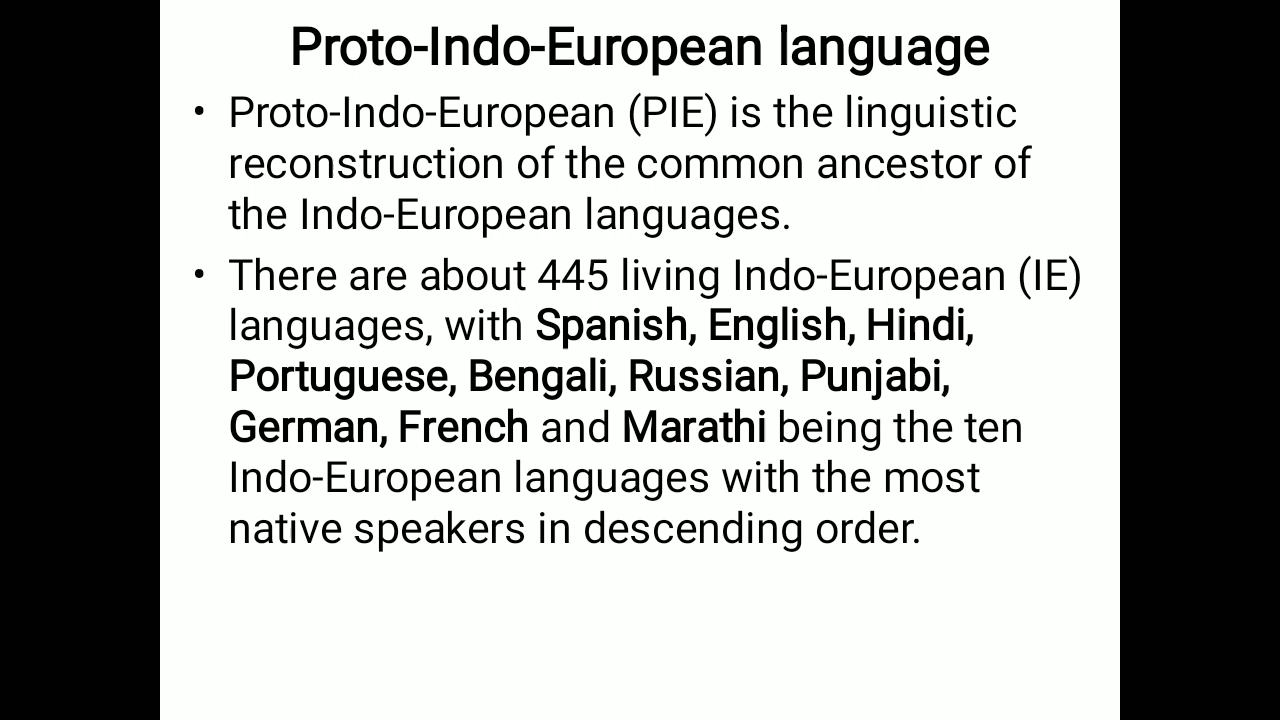 Proto-Indo-European language
• Proto-Indo-European (PIE) is the linguistic
reconstruction of the common ancestor of
the Indo-European languages.
• There are about 445 living Indo-European (IE)
languages, with Spanish, English, Hindi,
Portuguese, Bengali, Russian, Punjabi,
German, French and Marathi being the ten
Indo-European languages with the most
native speakers in descending order.